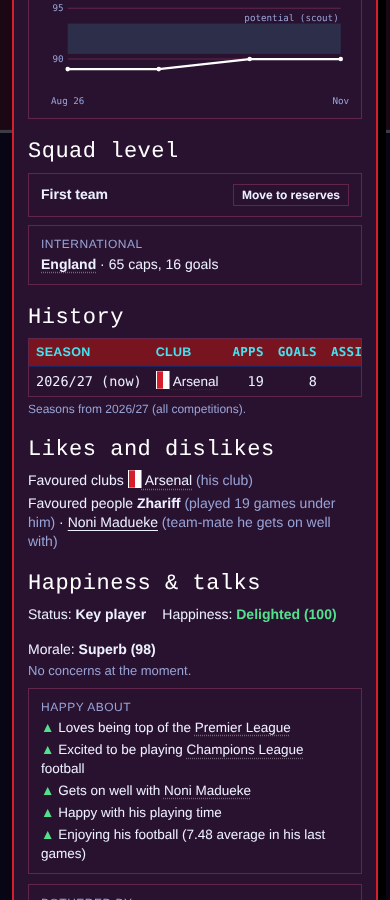 95
potential (scout)
90
Aug 26
Nov
Squad level
First team
Move to reserves
INTERNATIONAL
England · 65 caps, 16 goals
History
SEASON CLUB APPS GOALS ASSI
2026/27 (now) Arsenal 19 8
Seasons from 2026/27 (all competitions).
Likes and dislikes
Favoured clubs Arsenal (his club)
Favoured people Zhariff (played 19 games under
him) · Noni Madueke (team-mate he gets on well
with)
Happiness & talks
Status: Key player Happiness: Delighted (100)
Morale: Superb (98)
No concerns at the moment.
HAPPY ABOUT
▲ Loves being top of the Premier League
▲ Excited to be playing Champions League
football
▲ Gets on well with Noni Madueke
▲ Happy with his playing time
▲ Enjoying his football (7.48 average in his last
games)